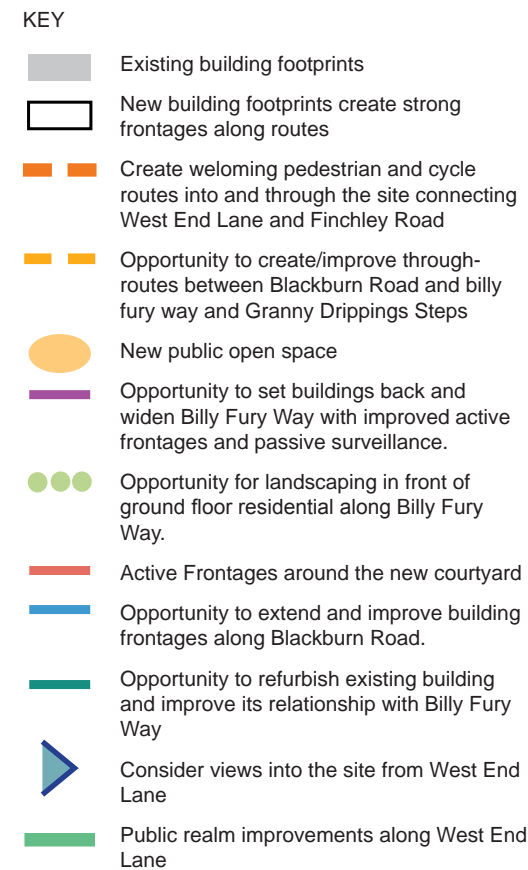 KEY
Existing building footprints
New building footprints create strong
frontages along routes
Create weloming pedestrian and cycle
routes into and through the site connecting
West End Lane and Finchley Road
Opportunity to create/improve through-
routes between Blackburn Road and billy
fury way and Granny Drippings Steps
New public open space
Opportunity to set buildings back and
widen Billy Fury Way with improved active
frontages and passive surveillance.
Opportunity for landscaping in front of
ground floor residential along Billy Fury
Way.
Active Frontages around the new courtyard
Opportunity to extend and improve building
frontages along Blackburn Road.
Opportunity to refurbish existing building
and improve its relationship with Billy Fury
Way
Consider views into the site from West End
Lane
Public realm improvements along West End
Lane